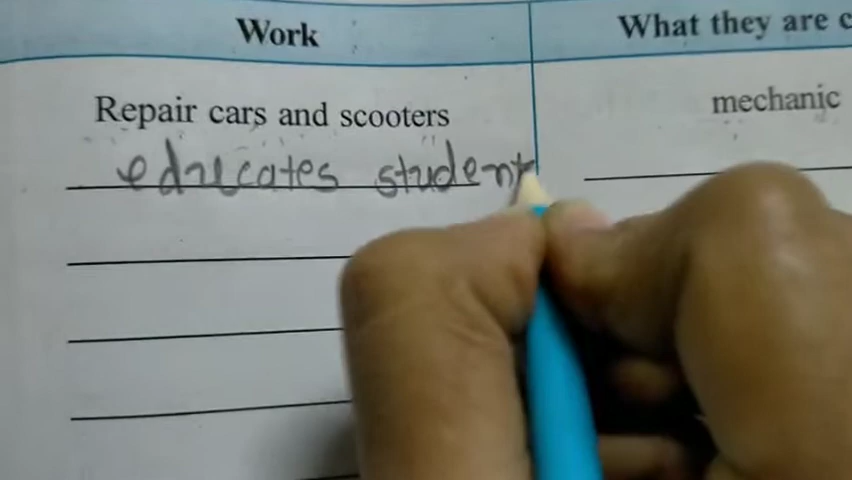 Work
What they are c
Repair cars and scooters
mechanic
educates student